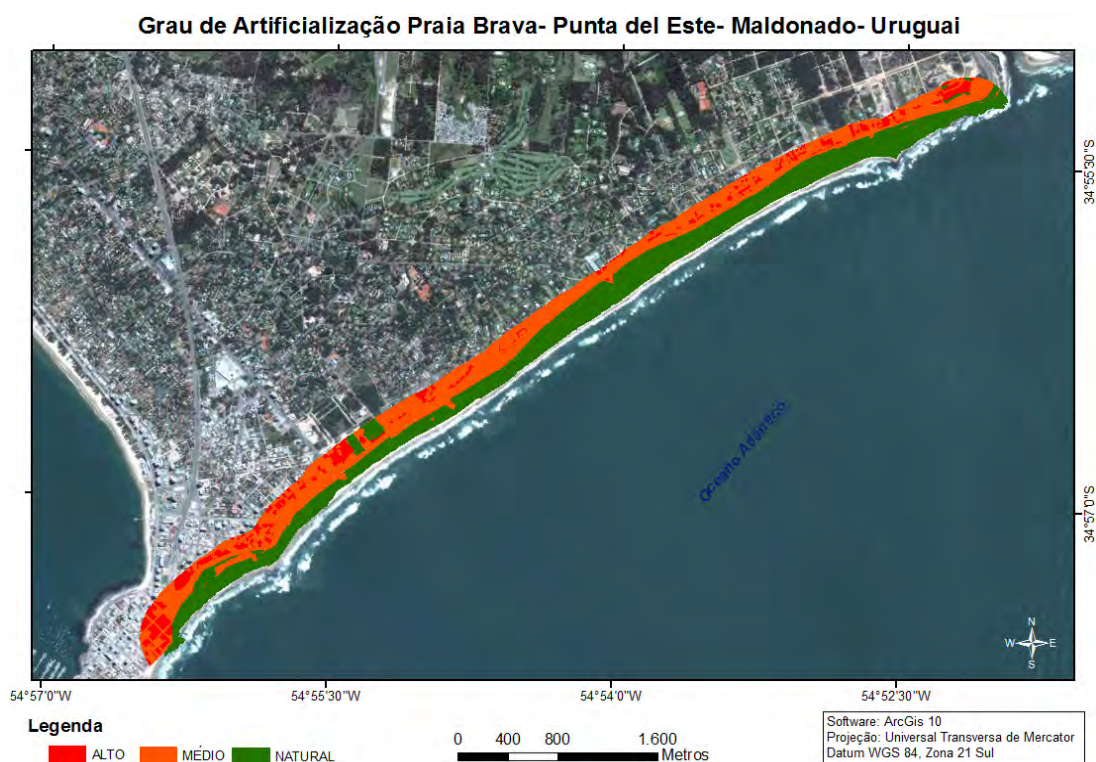 Grau de Artificialização Praia Brava- Punta del Este- Maldonado- Uruguai
34°55'30"S
Oceano Atlântico
34°57'0"S
N
W E
S
54°57'0"W 54°55'30"W 54°54'0"W 54°52'30"W
Legenda
ALTO MÉDIO NATURAL
0 400 800 1.600
Metros
Software: ArcGis 10
Projeção: Universal Transversa de Mercator
Datum WGS 84, Zona 21 Sul